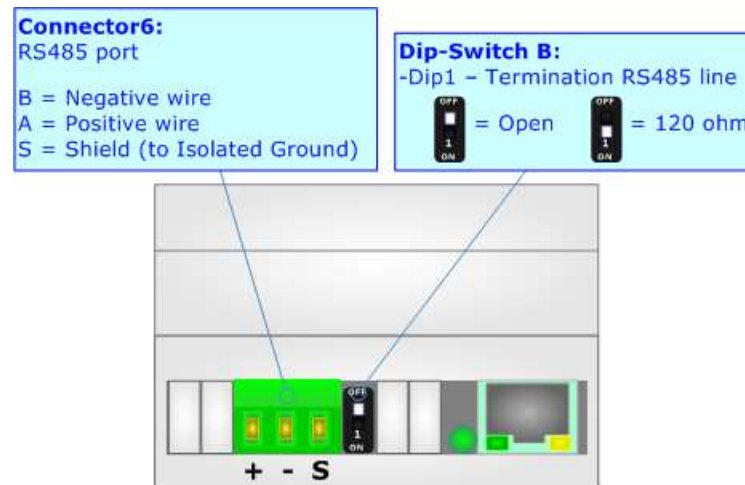 Connector6:
RS485 port
B = Negative wire
A = Positive wire
S = Shield (to Isolated Ground)
Dip-Switch B:
-Dip1 – Termination RS485 line
OFF
1
ON
= Open
OFF
1
ON
= 120 ohm
OFF
1
ON
+ - S